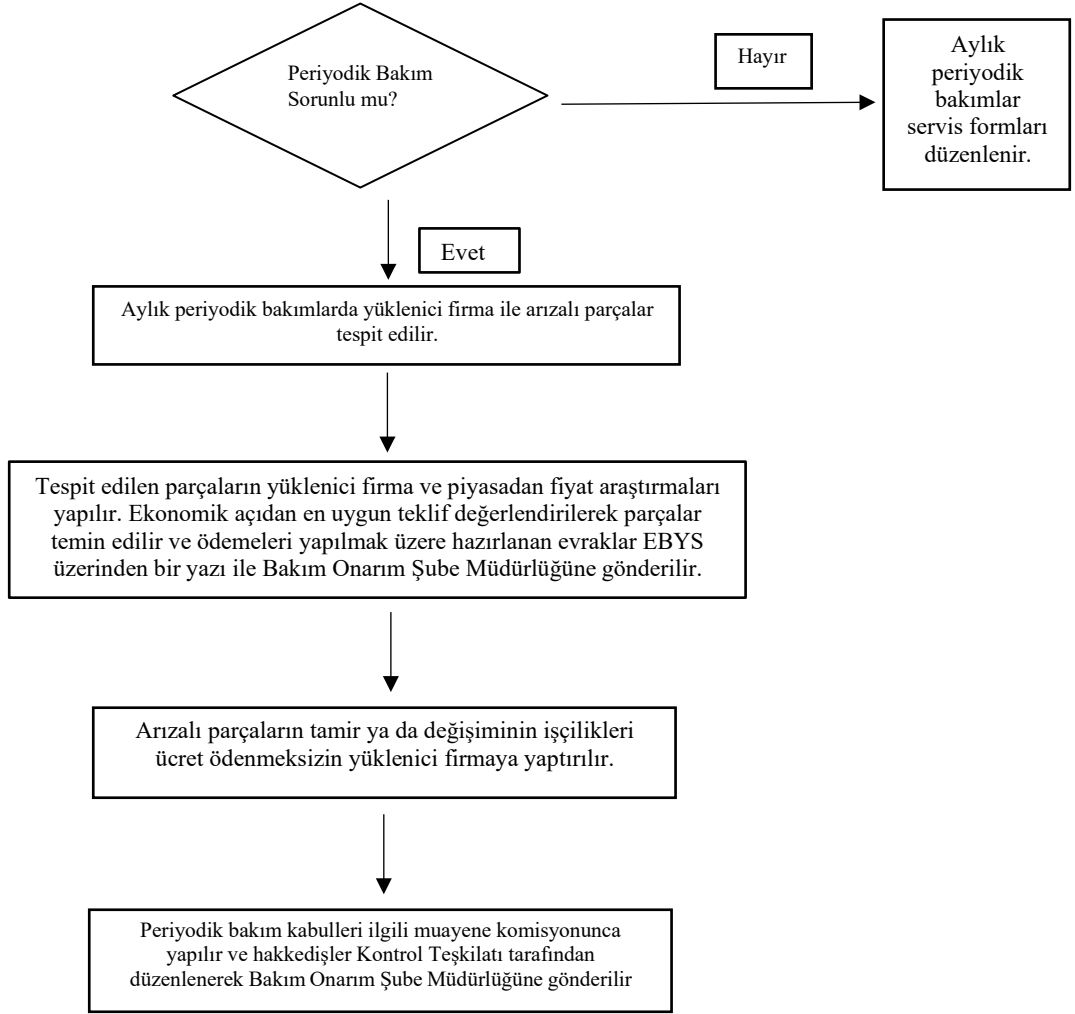 Periyodik Bakım
Sorunlu mu?
Hayır
Aylık
periyodik
bakımlar
servis formları
düzenlenir.
Evet
Aylık periyodik bakımlarda yüklenici firma ile arızalı parçalar
tespit edilir.
Tespit edilen parçaların yüklenici firma ve piyasadan fiyat araştırmaları
yapılır. Ekonomik açıdan en uygun teklif değerlendirilerek parçalar
temin edilir ve ödemeleri yapılmak üzere hazırlanan evraklar EBYS
üzerinden bir yazı ile Bakım Onarım Şube Müdürlüğüne gönderilir.
Arızalı parçaların tamir ya da değişiminin işçilikleri
ücret ödenmeksizin yüklenici firmaya yaptırılır.
Periyodik bakım kabulleri ilgili muayene komisyonunca
yapılır ve hakkedişler Kontrol Teşkilatı tarafından
düzenlenerek Bakım Onarım Şube Müdürlüğüne gönderilir